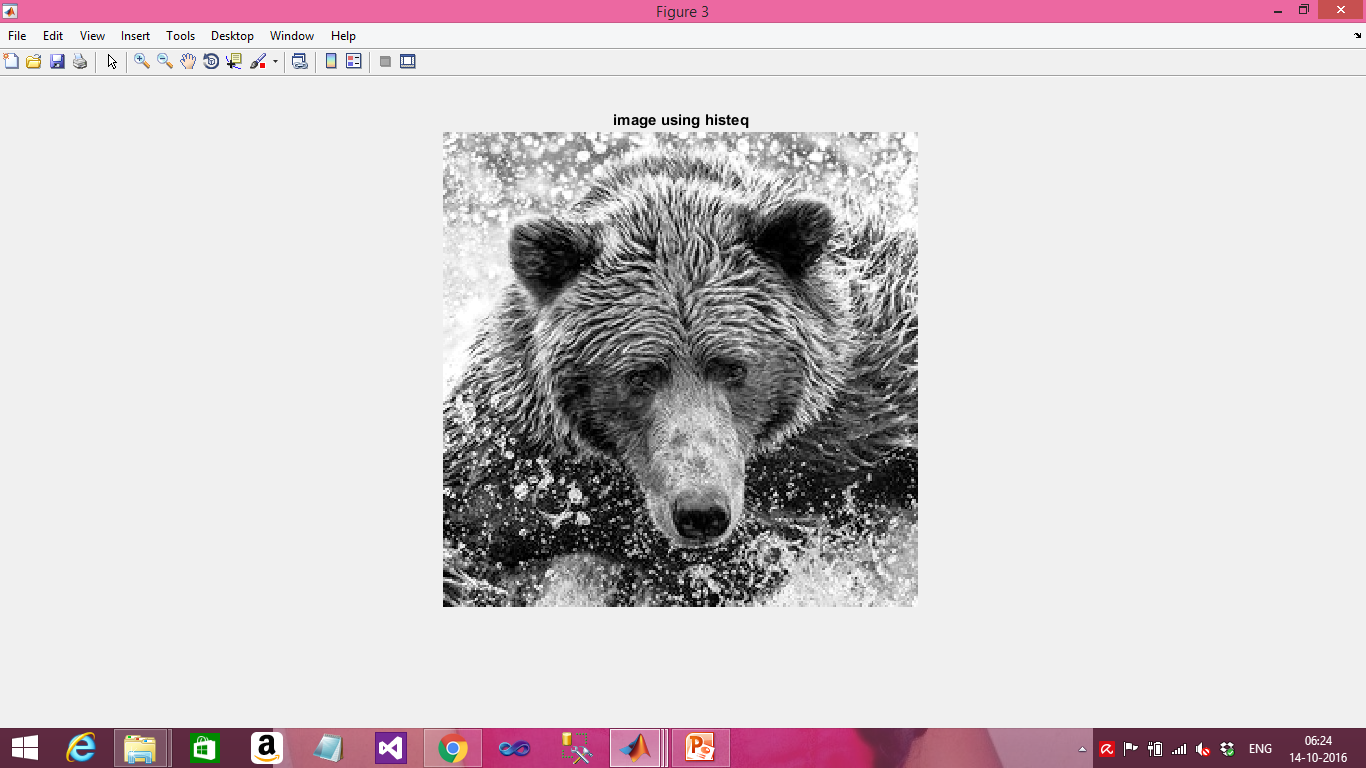 Figure 3
File Edit View Insert Tools Desktop Window Help
image using histeq
ENG
06:24
14-10-2016